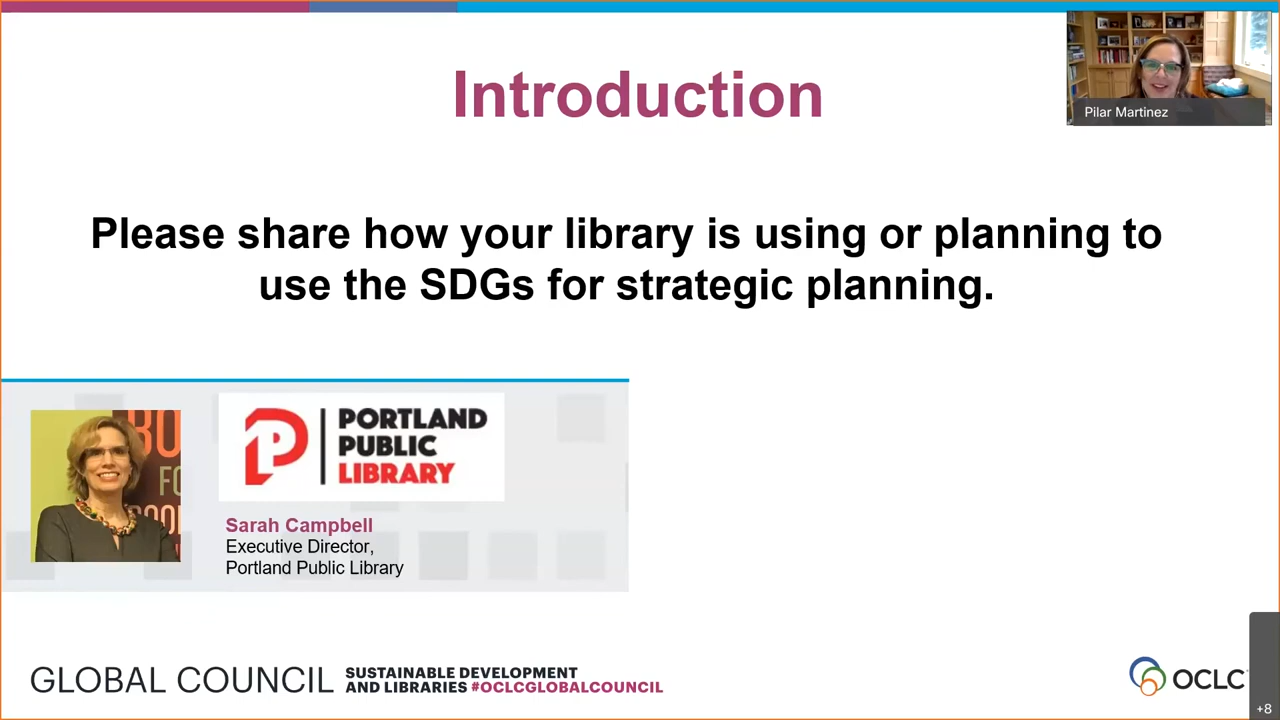 Introduction
Pilar Martinez
Please share how your library is using or planning to
use the SDGs for strategic planning.
BO
FO
PORTLAND
PUBLIC
LIBRARY
Sarah Campbell
Executive Director,
Portland Public Library
GLOBAL COUNCIL
SUSTAINABLE DEVELOPMENT
AND LIBRARIES #OCLCGLOBALCOUNCIL
OCLC
+8